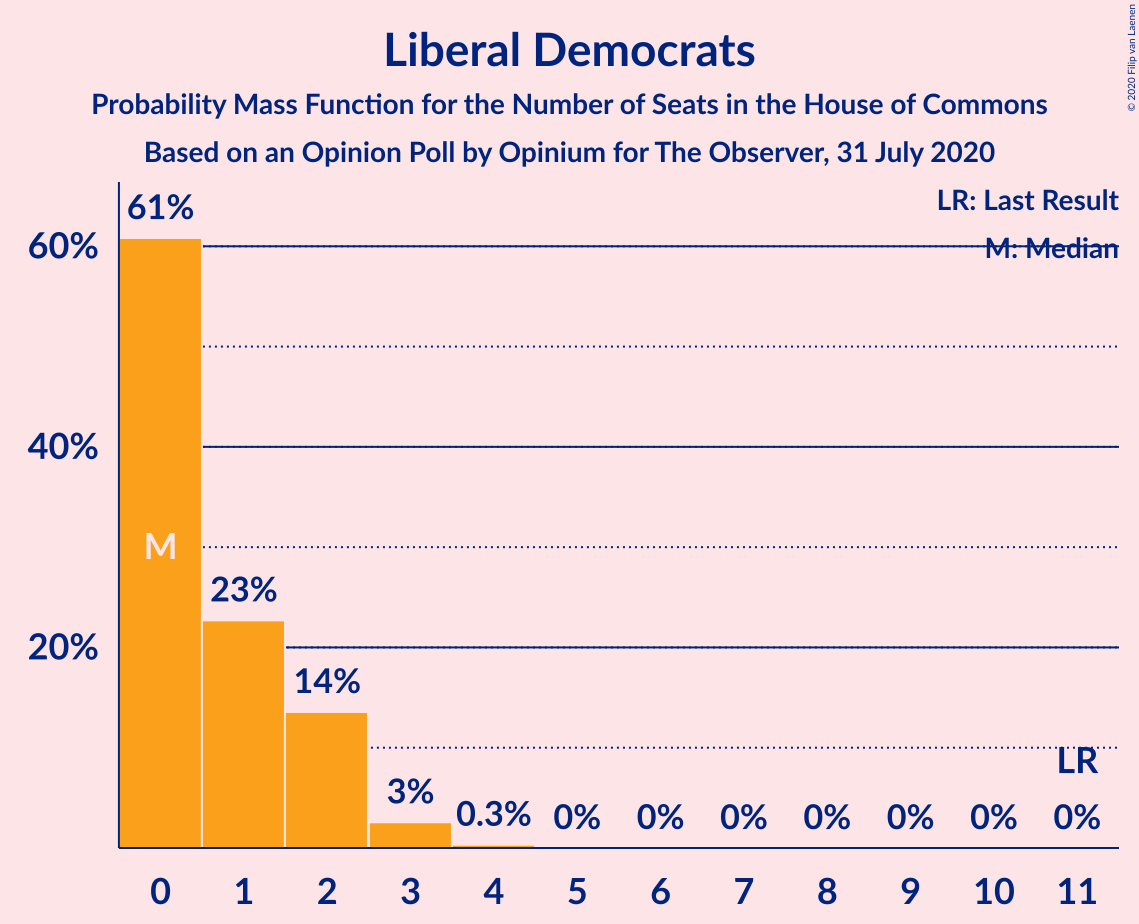 Liberal Democrats
Probability Mass Function for the Number of Seats in the House of Commons
Based on an Opinion Poll by Opinium for The Observer, 31 July 2020
© 2020 Filip van Laenen
LR: Last Result
M: Median
61%
60%
40%
M
23%
20%
14%
LR
3%
0.3%
0%
0%
0%
0%
0%
0%
0%
0 1 2 3 4 5 6 7 8 9 10 11